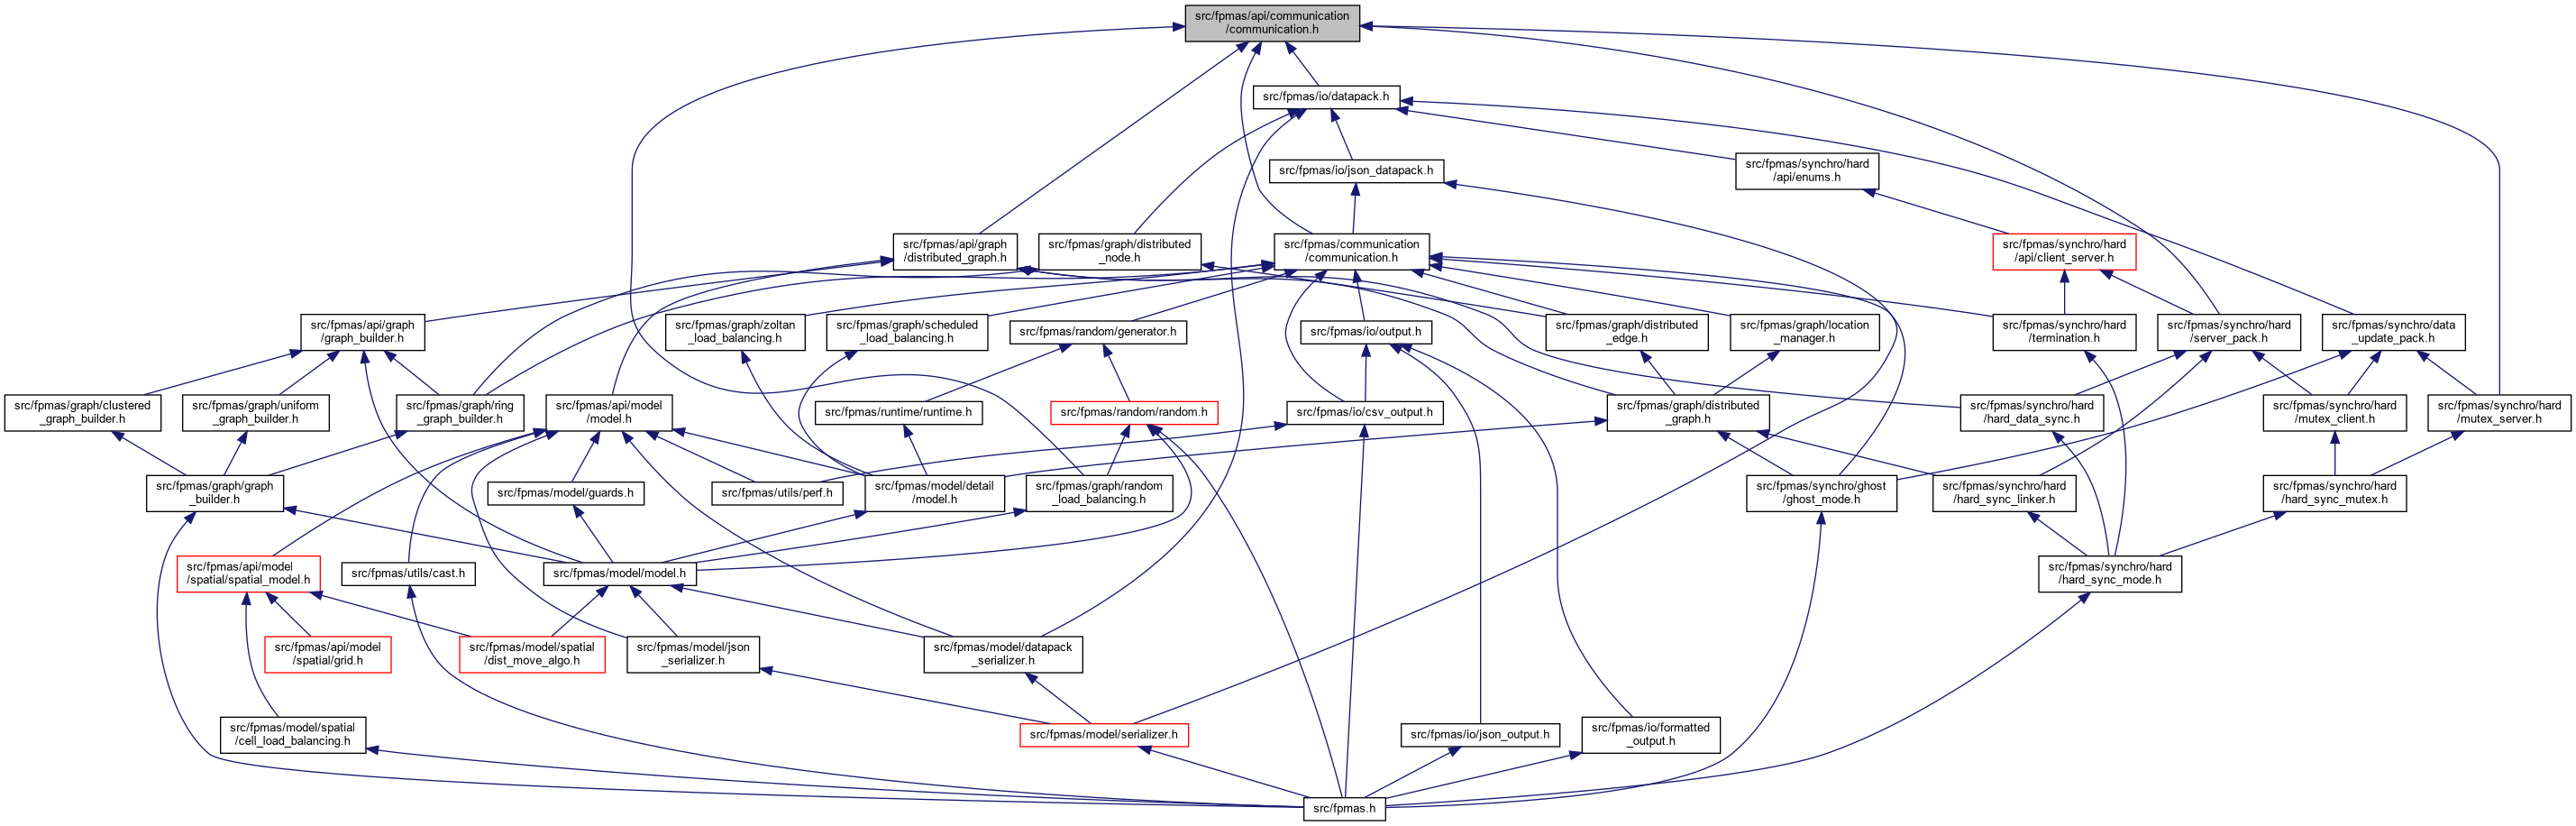 src/fpmas/api/communication
/communication.h
src/fpmas/io/datapack.h
src/fpmas/io/json_datapack.h
src/fpmas/synchro/hard
/api/enums.h
src/fpmas/api/graph
/distributed_graph.h
src/fpmas/graph/distributed
_node.h
src/fpmas/communication
/communication.h
src/fpmas/synchro/hard
/api/client_server.h
src/fpmas/api/graph
/graph_builder.h
src/fpmas/graph/zoltan
_load_balancing.h
src/fpmas/graph/scheduled
_load_balancing.h
src/fpmas/random/generator.h
src/fpmas/io/output.h
src/fpmas/graph/distributed
_edge.h
src/fpmas/graph/location
_manager.h
src/fpmas/synchro/hard
/termination.h
src/fpmas/synchro/hard
/server_pack.h
src/fpmas/synchro/data
_update_pack.h
src/fpmas/graph/clustered
_graph_builder.h
src/fpmas/graph/uniform
_graph_builder.h
src/fpmas/graph/ring
_graph_builder.h
src/fpmas/api/model
/model.h
src/fpmas/runtime/runtime.h
src/fpmas/random/random.h
src/fpmas/io/csv_output.h
src/fpmas/graph/distributed
_graph.h
src/fpmas/synchro/hard
/hard_data_sync.h
src/fpmas/synchro/hard
/mutex_client.h
src/fpmas/synchro/hard
/mutex_server.h
src/fpmas/graph/graph
_builder.h
src/fpmas/model/guards.h
src/fpmas/utils/perf.h
src/fpmas/model/detail
/model.h
src/fpmas/graph/random
_load_balancing.h
src/fpmas/synchro/ghost
/ghost_mode.h
src/fpmas/synchro/hard
/hard_sync_linker.h
src/fpmas/synchro/hard
/hard_sync_mutex.h
src/fpmas/api/model
/spatial/spatial_model.h
src/fpmas/utils/cast.h
src/fpmas/model/model.h
src/fpmas/synchro/hard
/hard_sync_mode.h
src/fpmas/api/model
/spatial/grid.h
src/fpmas/model/spatial
/dist_move_algo.h
src/fpmas/model/json
_serializer.h
src/fpmas/model/datapack
_serializer.h
src/fpmas/model/spatial
/cell_load_balancing.h
src/fpmas/model/serializer.h
src/fpmas/io/json_output.h
src/fpmas/io/formatted
_output.h
src/fpmas.h